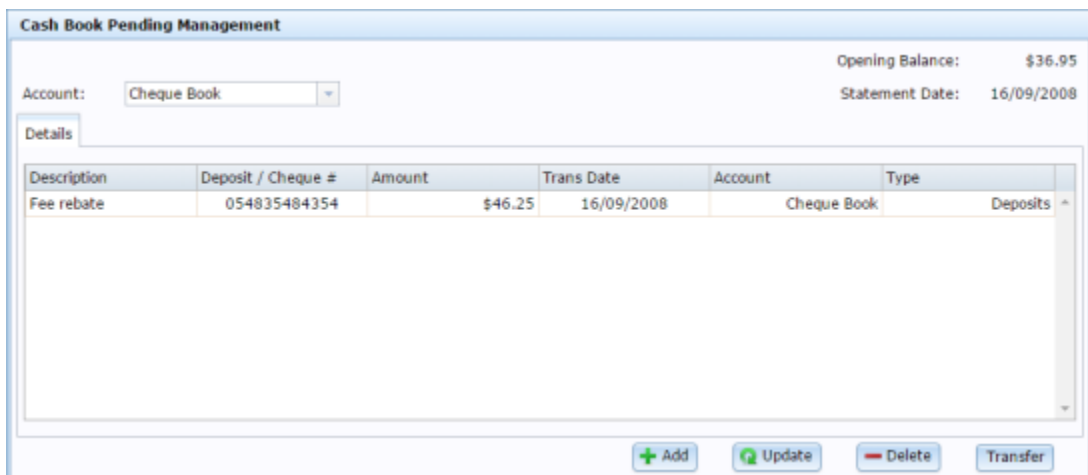 Cash Book Pending Management
Opening Balance: $36.95
Account: Cheque Book Statement Date: 16/09/2008
Details
Description Deposit / Cheque # Amount Trans Date Account Type
Fee rebate 054835484354 $46.25 16/09/2008 Cheque Book Deposits
Add Update Delete Transfer